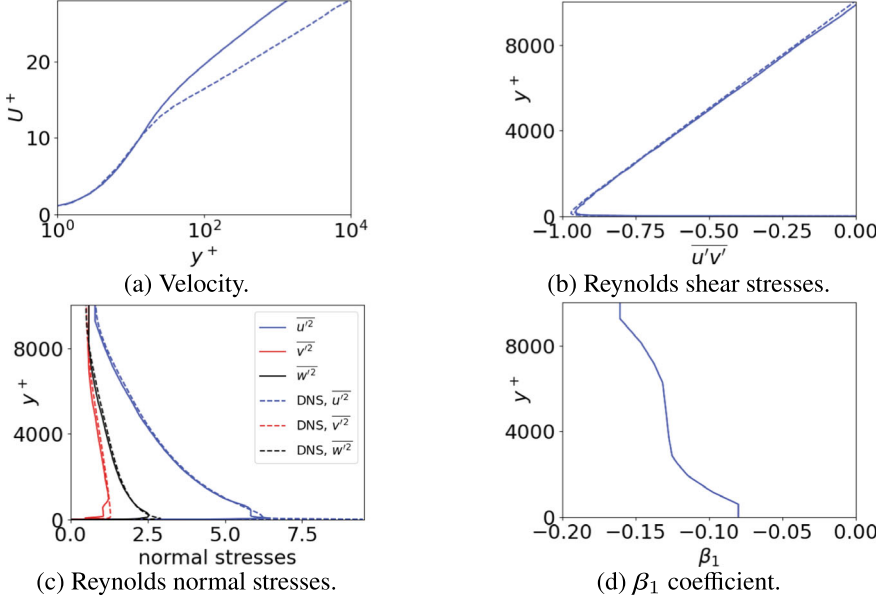 20
10
0
10⁰
10²
10⁴
U⁺
y⁺
(a) Velocity.
8000
4000
0
−1.00
−0.75
−0.50
−0.25
0.00
y⁺
u′v′
(b) Reynolds shear stresses.
8000
4000
0
0.0
2.5
5.0
7.5
y⁺
normal stresses
u′²
v′²
w′²
DNS, u′²
DNS, v′²
DNS, w′²
(c) Reynolds normal stresses.
8000
4000
0
−0.20
−0.15
−0.10
−0.05
0.00
y⁺
β₁
(d) β₁ coefficient.